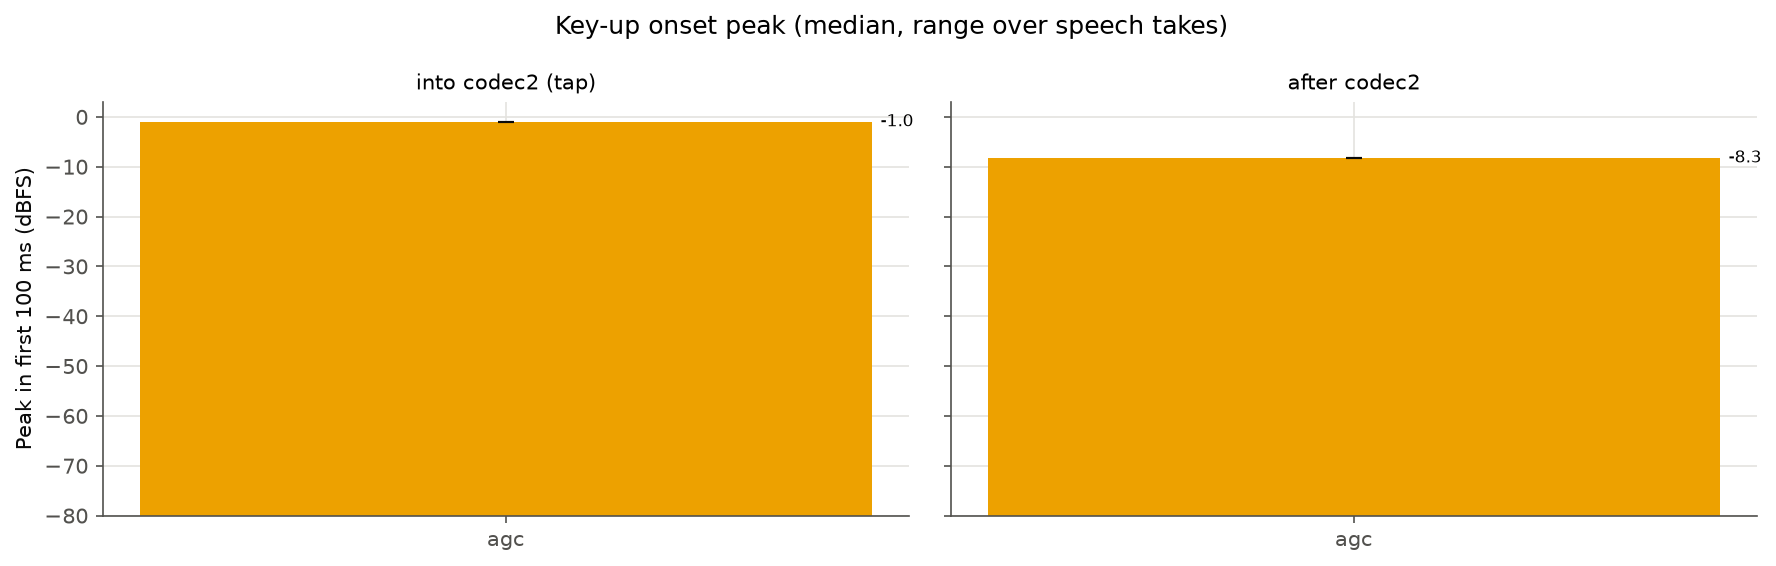 Key-up onset peak (median, range over speech takes)
into codec2 (tap)
after codec2
Peak in first 100 ms (dBFS)
0
−10
−20
−30
−40
−50
−60
−70
−80
-1.0
-8.3
agc
agc